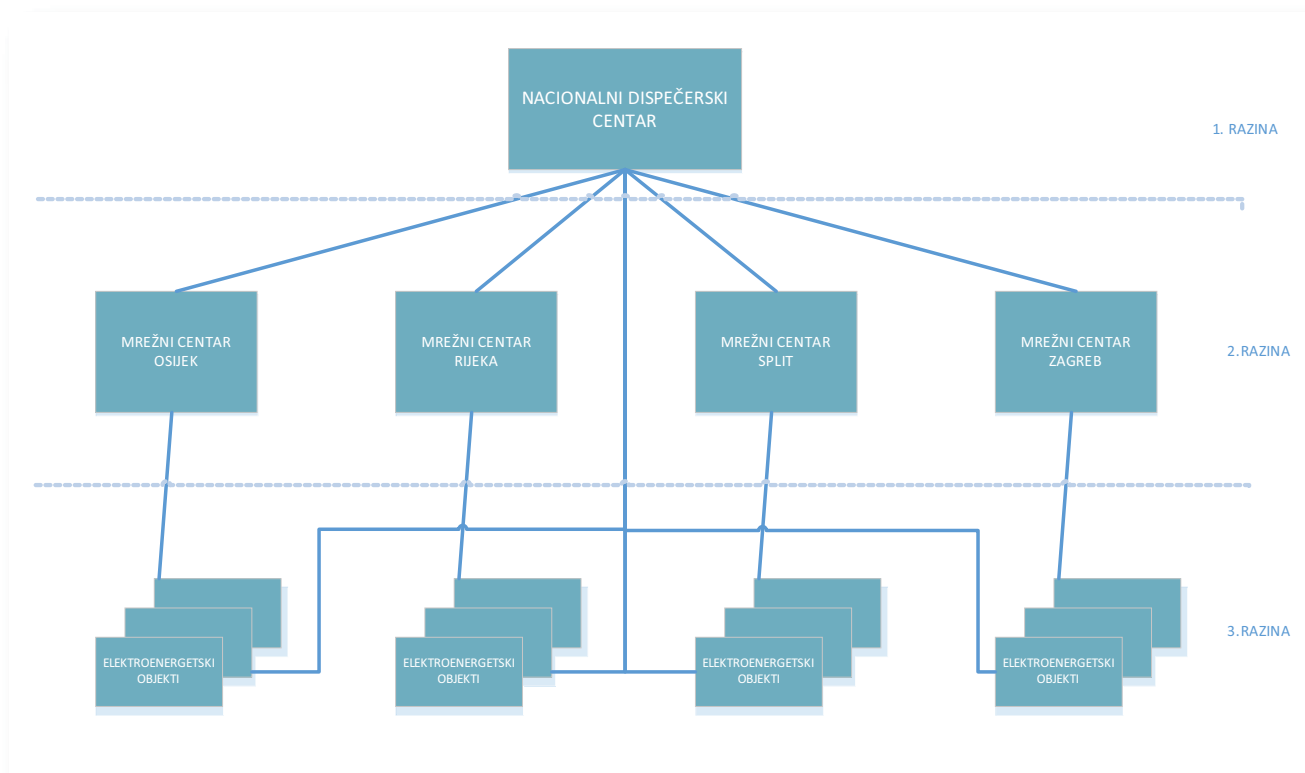 NACIONALNI DISPEČERSKI
CENTAR
1. RAZINA
MREŽNI CENTAR
OSIJEK
MREŽNI CENTAR
RIJEKA
MREŽNI CENTAR
SPLIT
MREŽNI CENTAR
ZAGREB
2.RAZINA
ELEKTROENERGETSKI
OBJEKTI
ELEKTROENERGETSKI
OBJEKTI
ELEKTROENERGETSKI
OBJEKTI
ELEKTROENERGETSKI
OBJEKTI
3.RAZINA